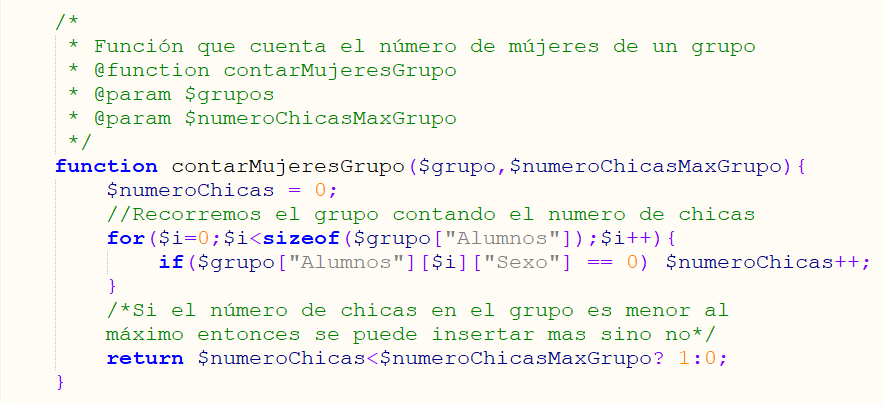 /*
* Función que cuenta el número de mújeres de un grupo
* @function contarMujeresGrupo
* @param $grupos
* @param $numeroChicasMaxGrupo
*/
function contarMujeresGrupo($grupo,$numeroChicasMaxGrupo){
$numeroChicas = 0;
//Recorremos el grupo contando el numero de chicas
for($i=0;$i<sizeof($grupo["Alumnos"]);$i++){
if($grupo["Alumnos"][$i]["Sexo"] == 0) $numeroChicas++;
}
/*Si el número de chicas en el grupo es menor al
máximo entonces se puede insertar mas sino no*/
return $numeroChicas<$numeroChicasMaxGrupo? 1:0;
}